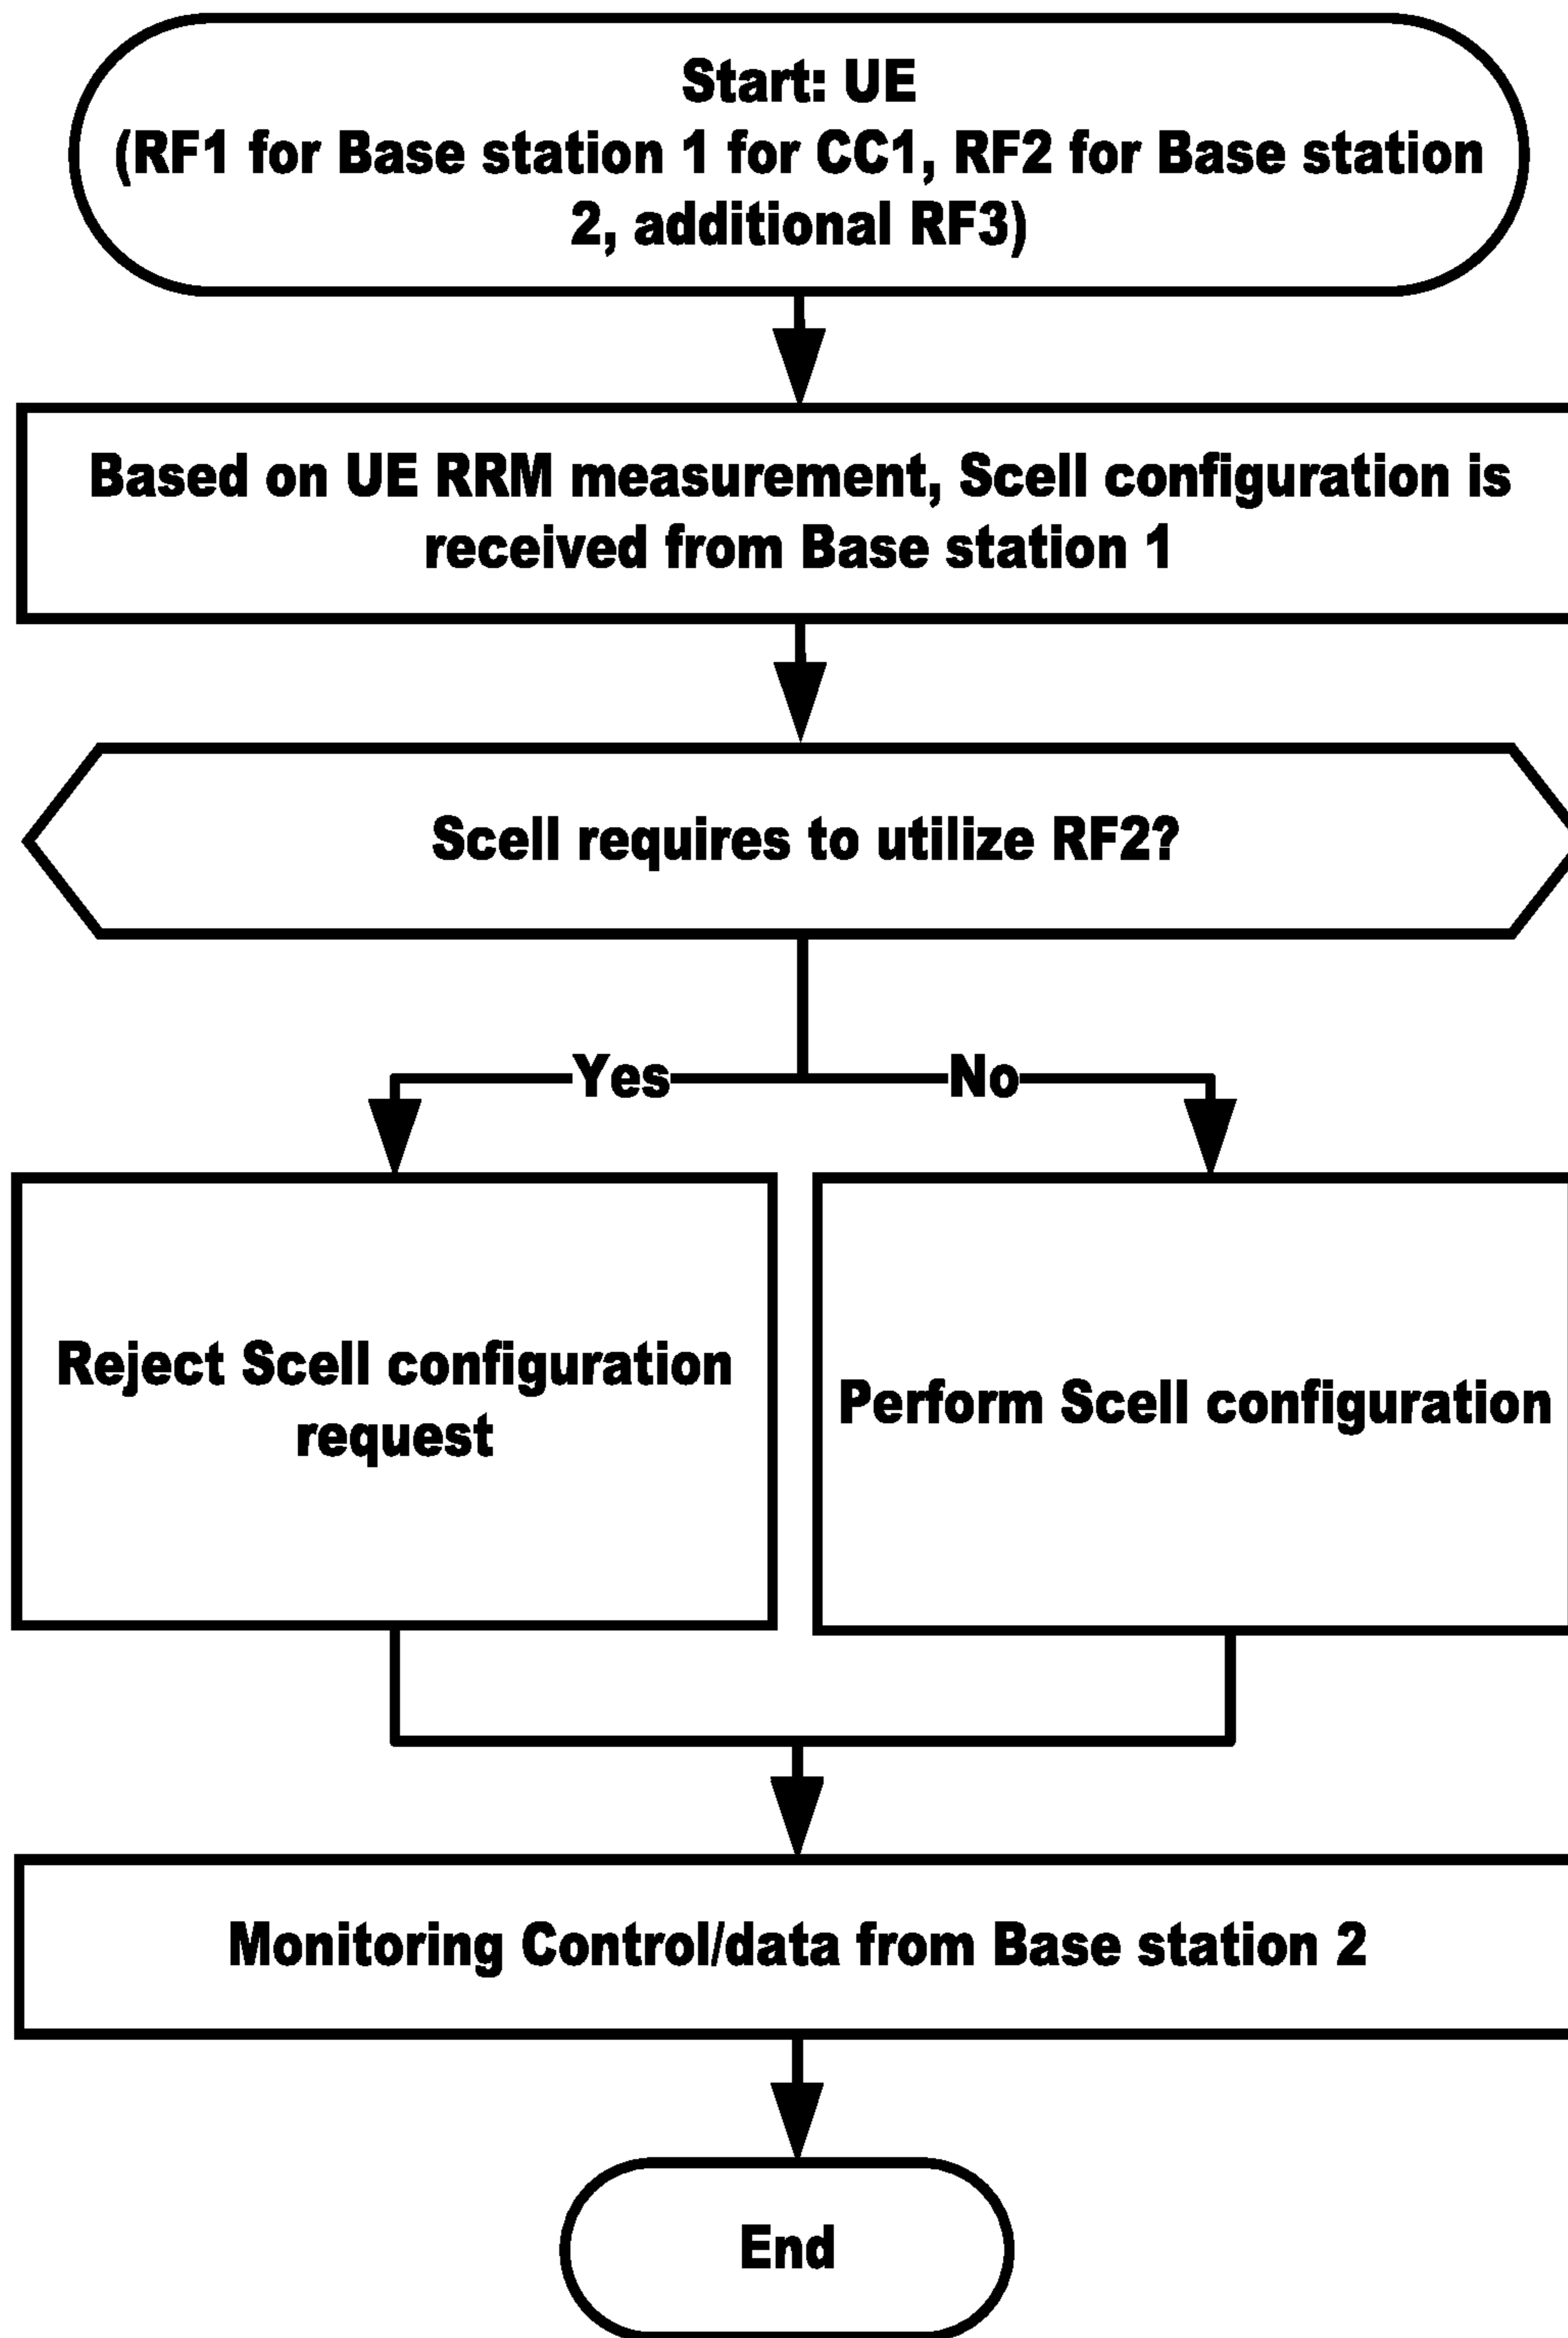 Start: UE
(RF1 for Base station 1 for CC1, RF2 for Base station
2, additional RF3)
Based on UE RRM measurement, Scell configuration is
received from Base station 1
Scell requires to utilize RF2?
Yes
No
Reject Scell configuration
request
Perform Scell configuration
Monitoring Control/data from Base station 2
End